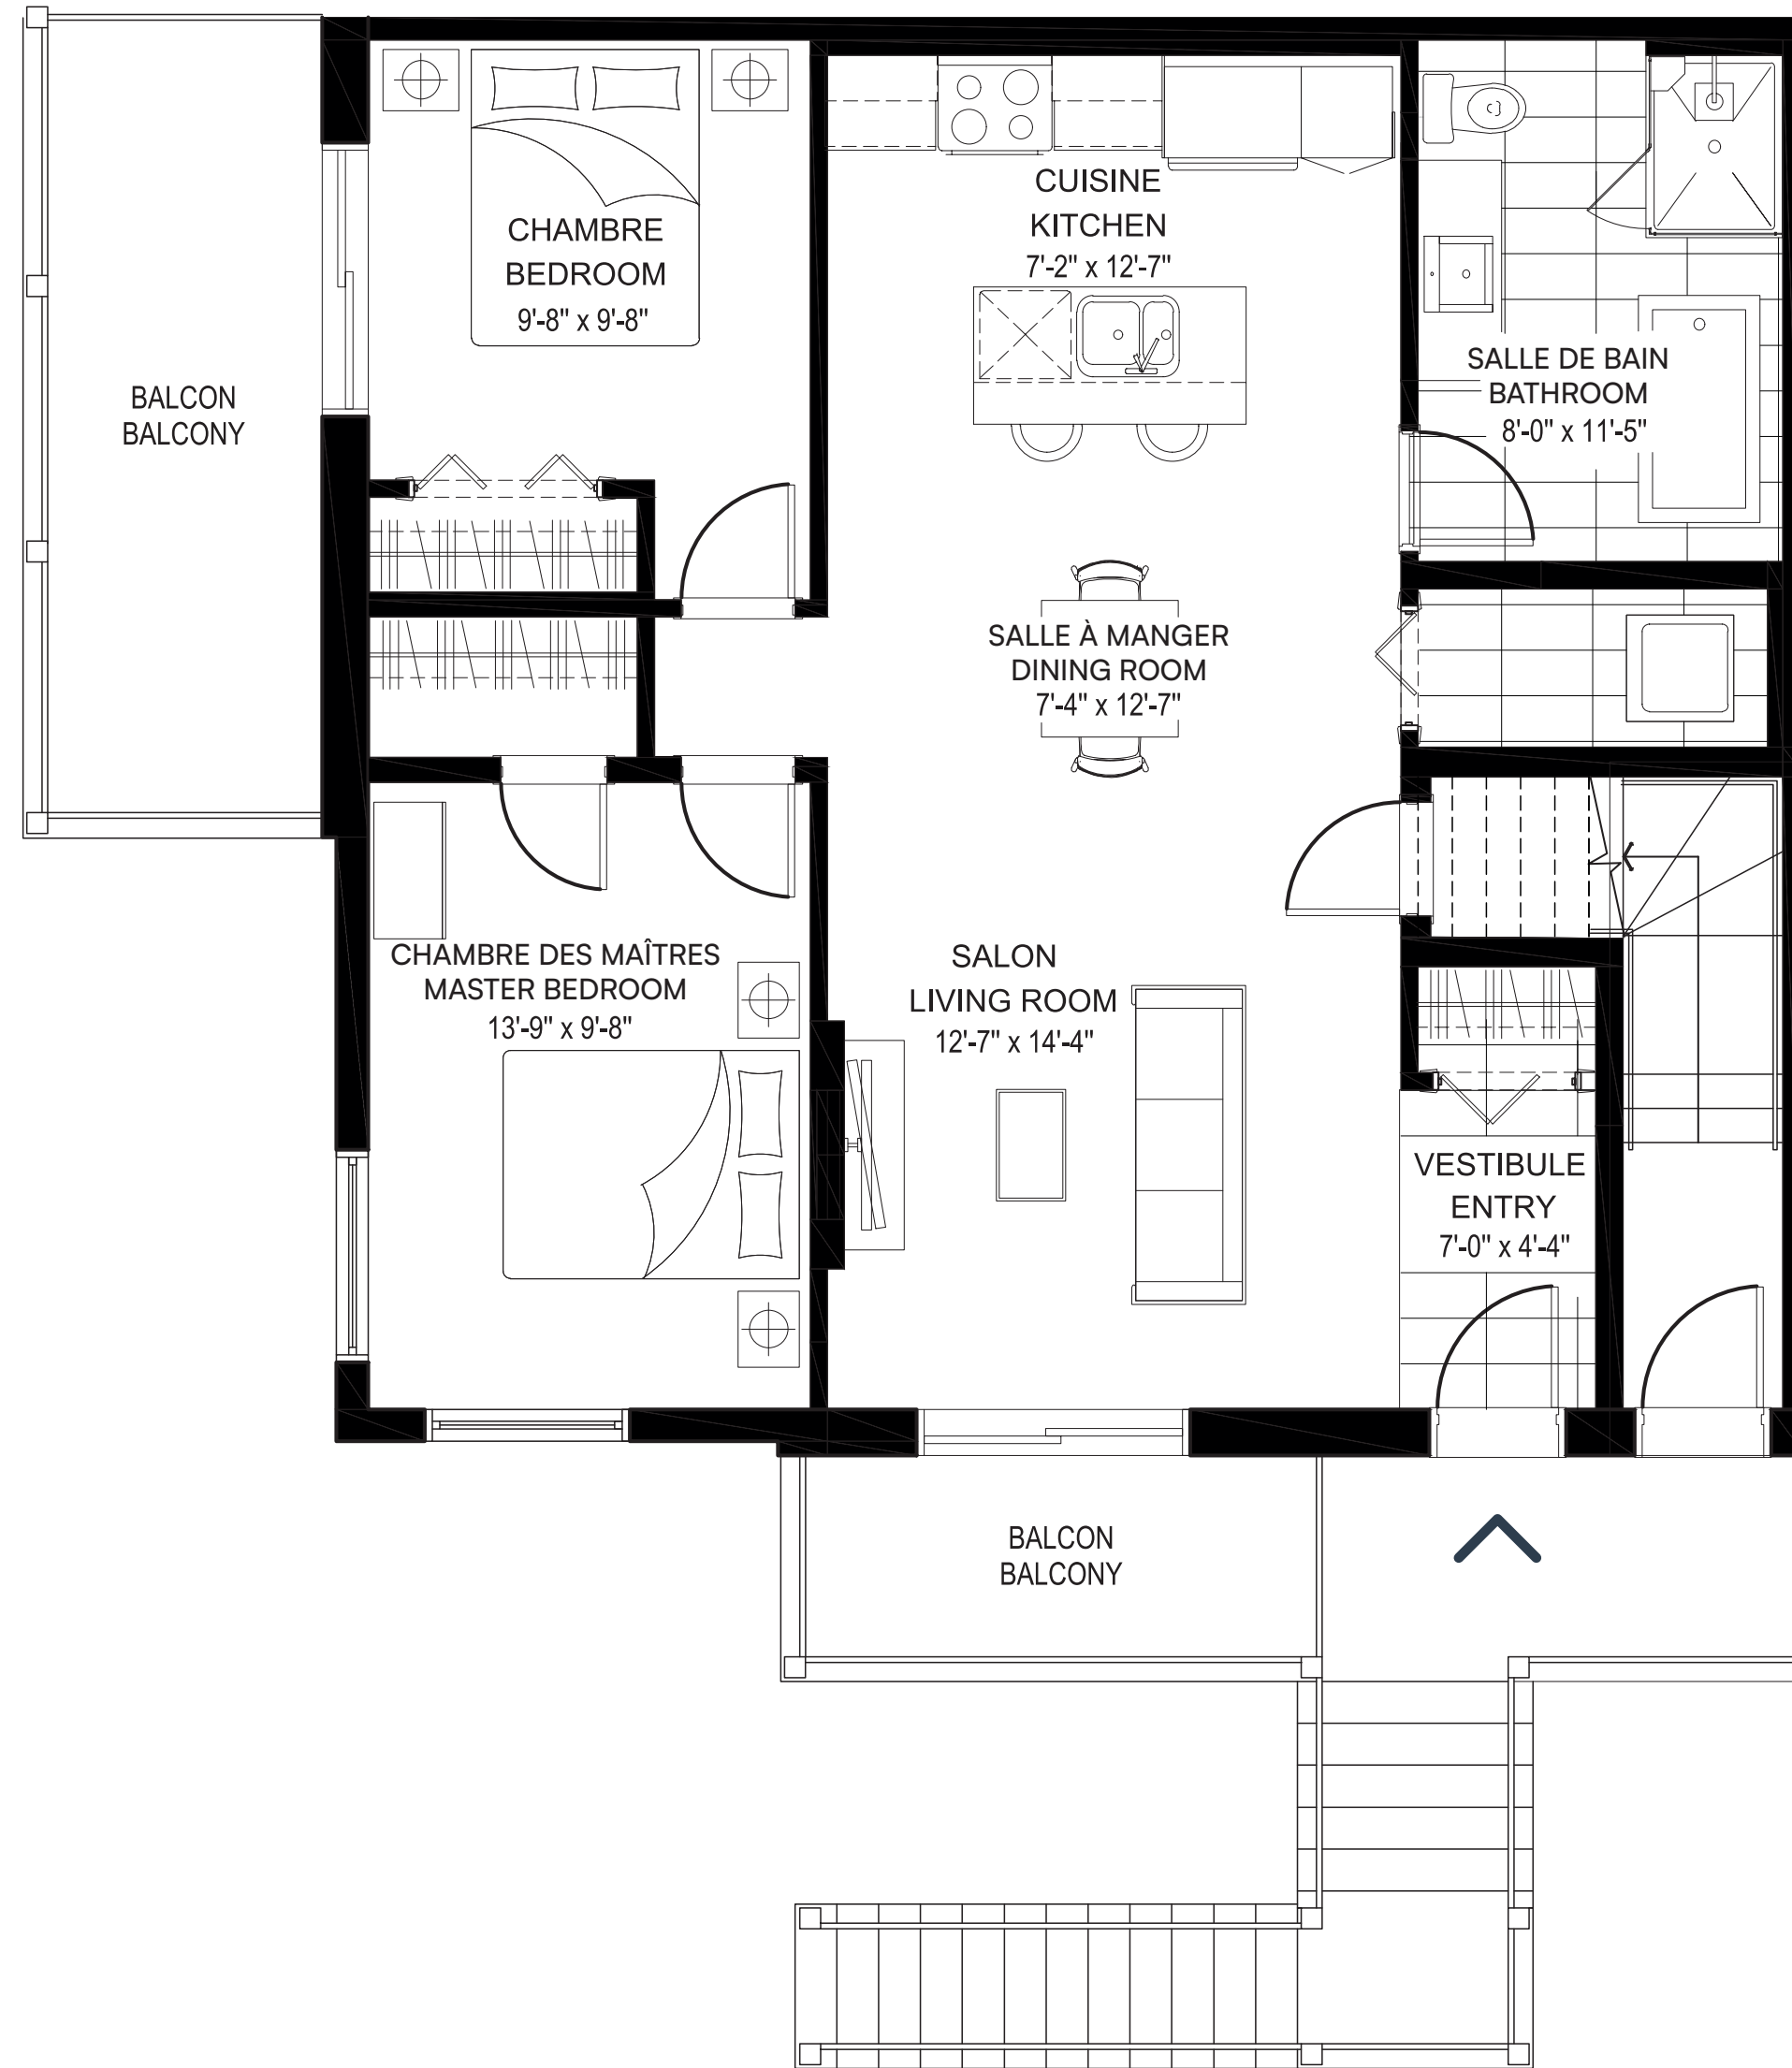 CHAMBRE
BEDROOM
9'-8" x 9'-8"
CUISINE
KITCHEN
7'-2" x 12'-7"
SALLE DE BAIN
BATHROOM
8'-0" x 11'-5"
BALCON
BALCONY
SALLE À MANGER
DINING ROOM
7'-4" x 12'-7"
CHAMBRE DES MAÎTRES
MASTER BEDROOM
13'-9" x 9'-8"
SALON
LIVING ROOM
12'-7" x 14'-4"
VESTIBULE
ENTRY
7'-0" x 4'-4"
BALCON
BALCONY